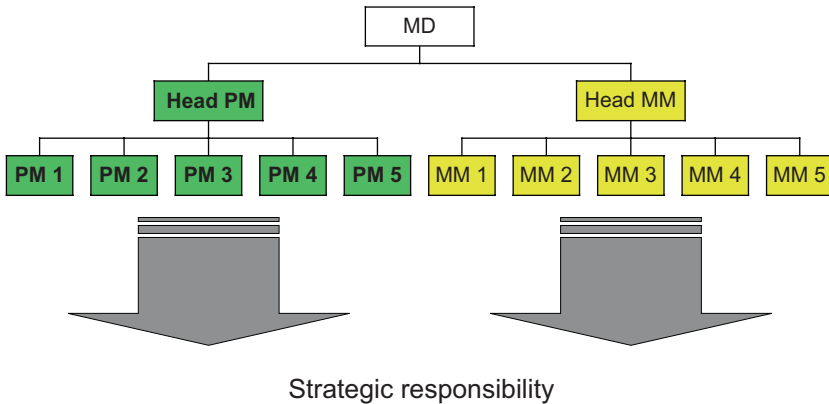 MD
Head PM
Head MM
PM 1
PM 2
PM 3
PM 4
PM 5
MM 1
MM 2
MM 3
MM 4
MM 5
Strategic responsibility